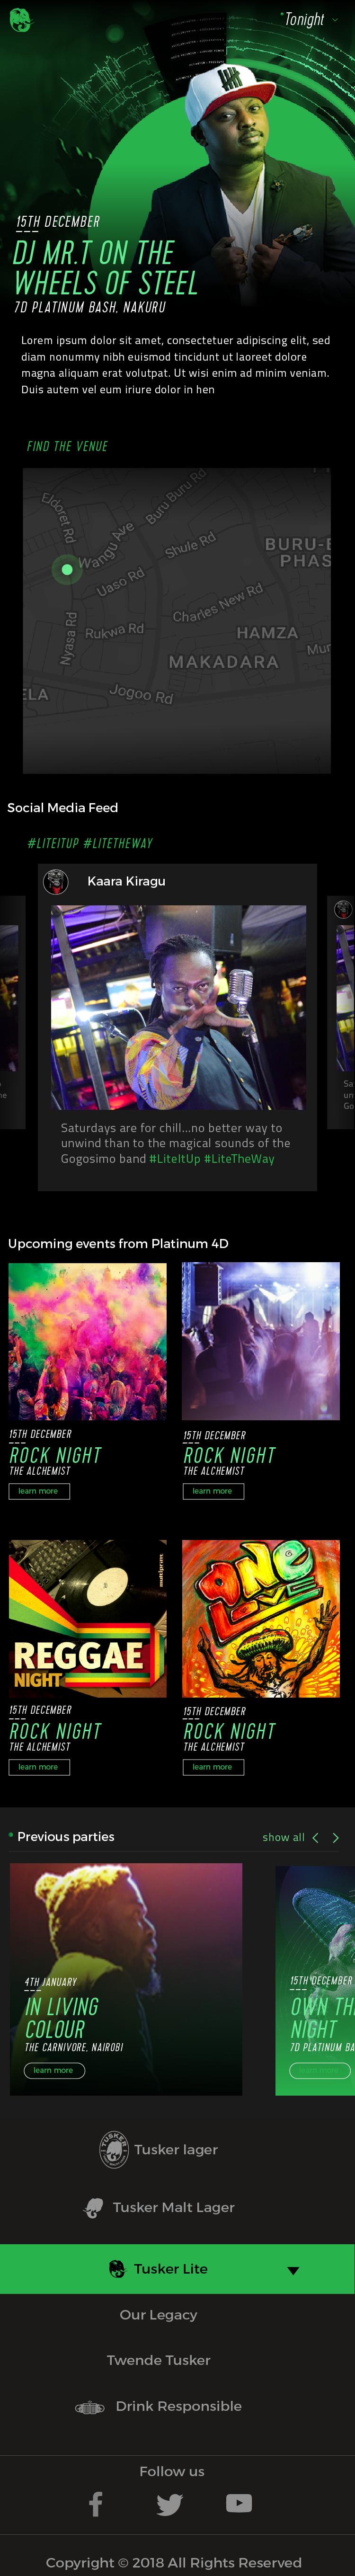 *Tonight
15TH DECEMBER
DJ MR.T ON THE
WHEELS OF STEEL
7D PLATINUM BASH, NAKURU
Lorem ipsum dolor sit amet, consectetuer adipiscing elit, sed
diam nonummy nibh euismod tincidunt ut laoreet dolore
magna aliquam erat volutpat. Ut wisi enim ad minim veniam.
Duis autem vel eum iriure dolor in hen
FIND THE VENUE
Eldoret Rd
Buru Buru Rd
Wangu Ave
Shule Rd
BURU-B
PHAS
Uaso Rd
Charles New Rd
Nyasa Rd
Rukwa Rd
HAMZA
Mur
MAKADARA
ELA
Jogoo Rd
Social Media Feed
#LITEITUP #LITETHEWAY
Kaara Kiragu
Saturdays are for chill...no better way to
unwind than to the magical sounds of the
Gogosimo band #LiteItUp #LiteTheWay
Sa
un
Go
Upcoming events from Platinum 4D
15TH DECEMBER
ROCK NIGHT
THE ALCHEMIST
learn more
15TH DECEMBER
ROCK NIGHT
THE ALCHEMIST
learn more
REGGAE
NIGHT
ONE
LOVE
15TH DECEMBER
ROCK NIGHT
THE ALCHEMIST
learn more
15TH DECEMBER
ROCK NIGHT
THE ALCHEMIST
learn more
* Previous parties
show all
4TH JANUARY
IN LIVING
COLOUR
THE CARNIVORE, NAIROBI
learn more
15TH DECEMBER
OWN TH
NIGHT
7D PLATINUM BA
TUSKER
Tusker lager
Tusker Malt Lager
Tusker Lite
Our Legacy
Twende Tusker
Drink Responsible
Follow us
Copyright © 2018 All Rights Reserved